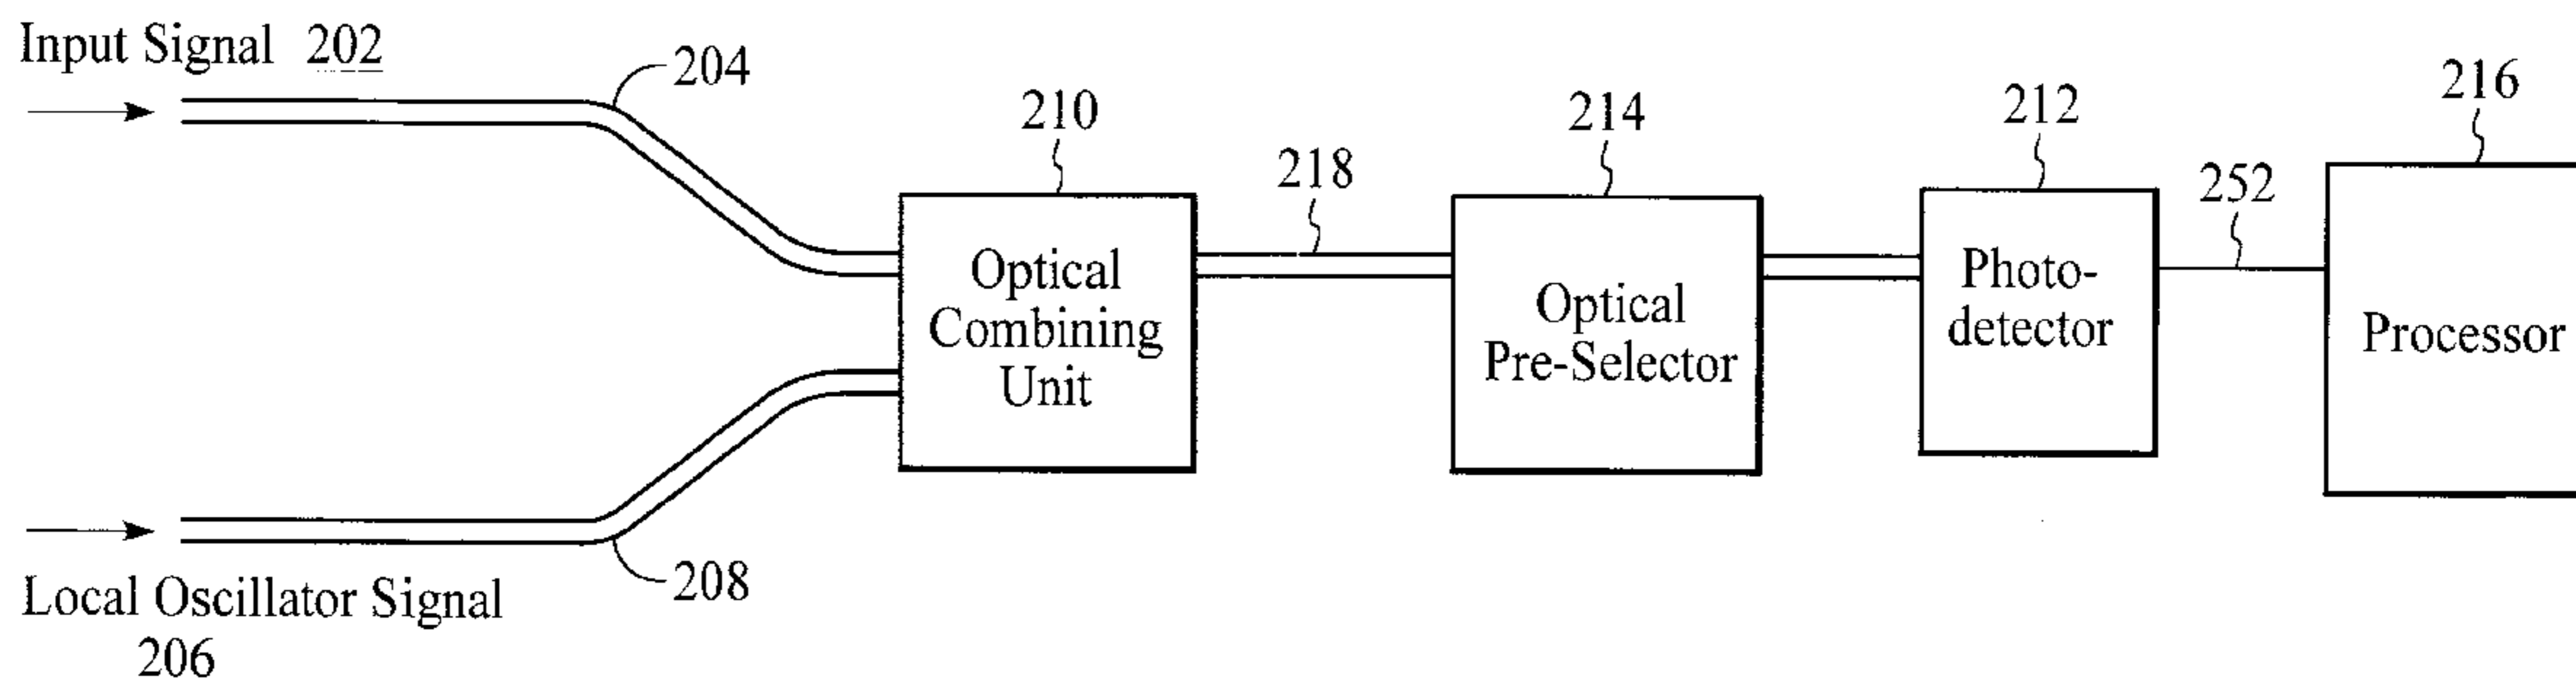 Input Signal 202
204
210
218
214
212
252
216
Optical
Combining
Unit
Optical
Pre-Selector
Photo-
detector
Processor
208
Local Oscillator Signal
206